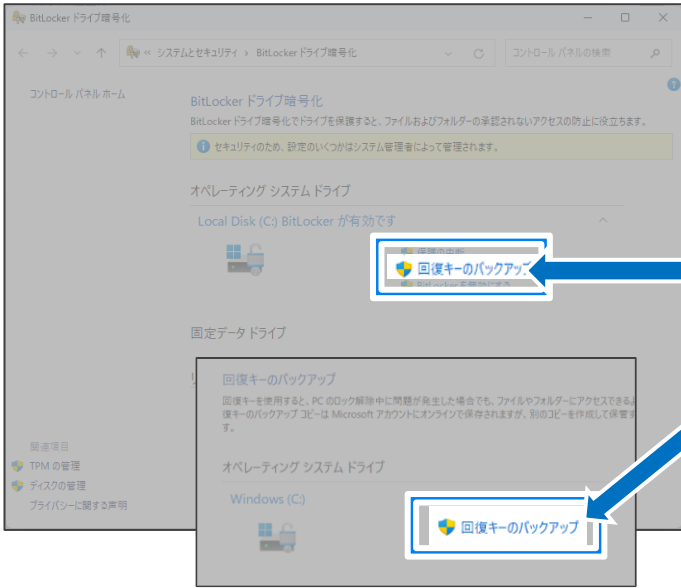 BitLocker ドライブ暗号化
システムとセキュリティ › BitLocker ドライブ暗号化
コントロール パネルの検索
コントロール パネル ホーム
BitLocker ドライブ暗号化
BitLocker ドライブ暗号化でドライブを保護すると、ファイルおよびフォルダーの承認されないアクセスの防止に役立ちます。
セキュリティのため、設定のいくつかはシステム管理者によって管理されます。
オペレーティング システム ドライブ
Local Disk (C:) BitLocker が有効です
保護の中断
回復キーのバックアップ
BitLocker を無効にする
固定データ ドライブ
回復キーのバックアップ
回復キーを使用すると、PC のロック解除中に問題が発生した場合でも、ファイルやフォルダーにアクセスできるよ
復キーのバックアップ コピーは Microsoft アカウントにオンラインで保存されますが、別のコピーを作成して保管す
す。
オペレーティング システム ドライブ
Windows (C:)
回復キーのバックアップ
関連項目
TPM の管理
ディスクの管理
プライバシーに関する声明